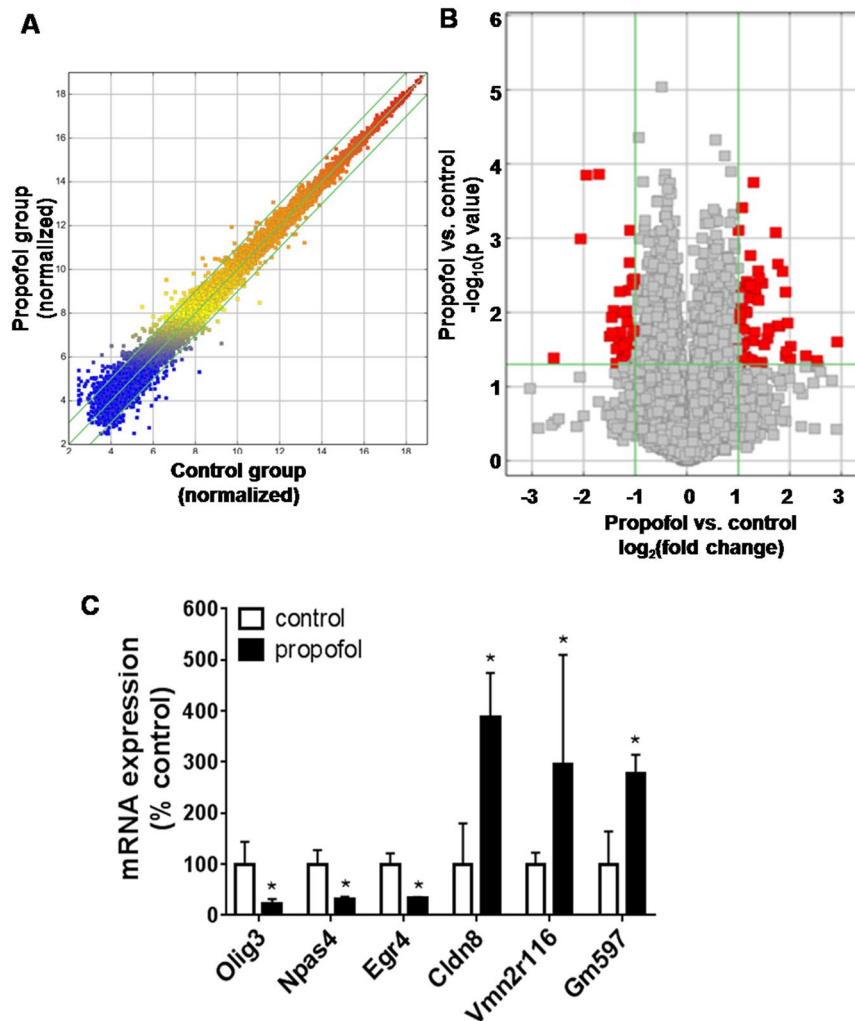 A
18
16
14
12
10
8
6
4
2
2 4 6 8 10 12 14 16 18
Propofol group
(normalized)
Control group
(normalized)
B
6
5
4
3
2
1
0
-3 -2 -1 0 1 2 3
Propofol vs. control
-log10(p value)
Propofol vs. control
log2(fold change)
C
control
propofol
600
500
400
300
200
100
0
mRNA expression
(% control)
* * * * * *
Olig3
Npas4
Egr4
Cldn8
Vmn2r116
Gm597